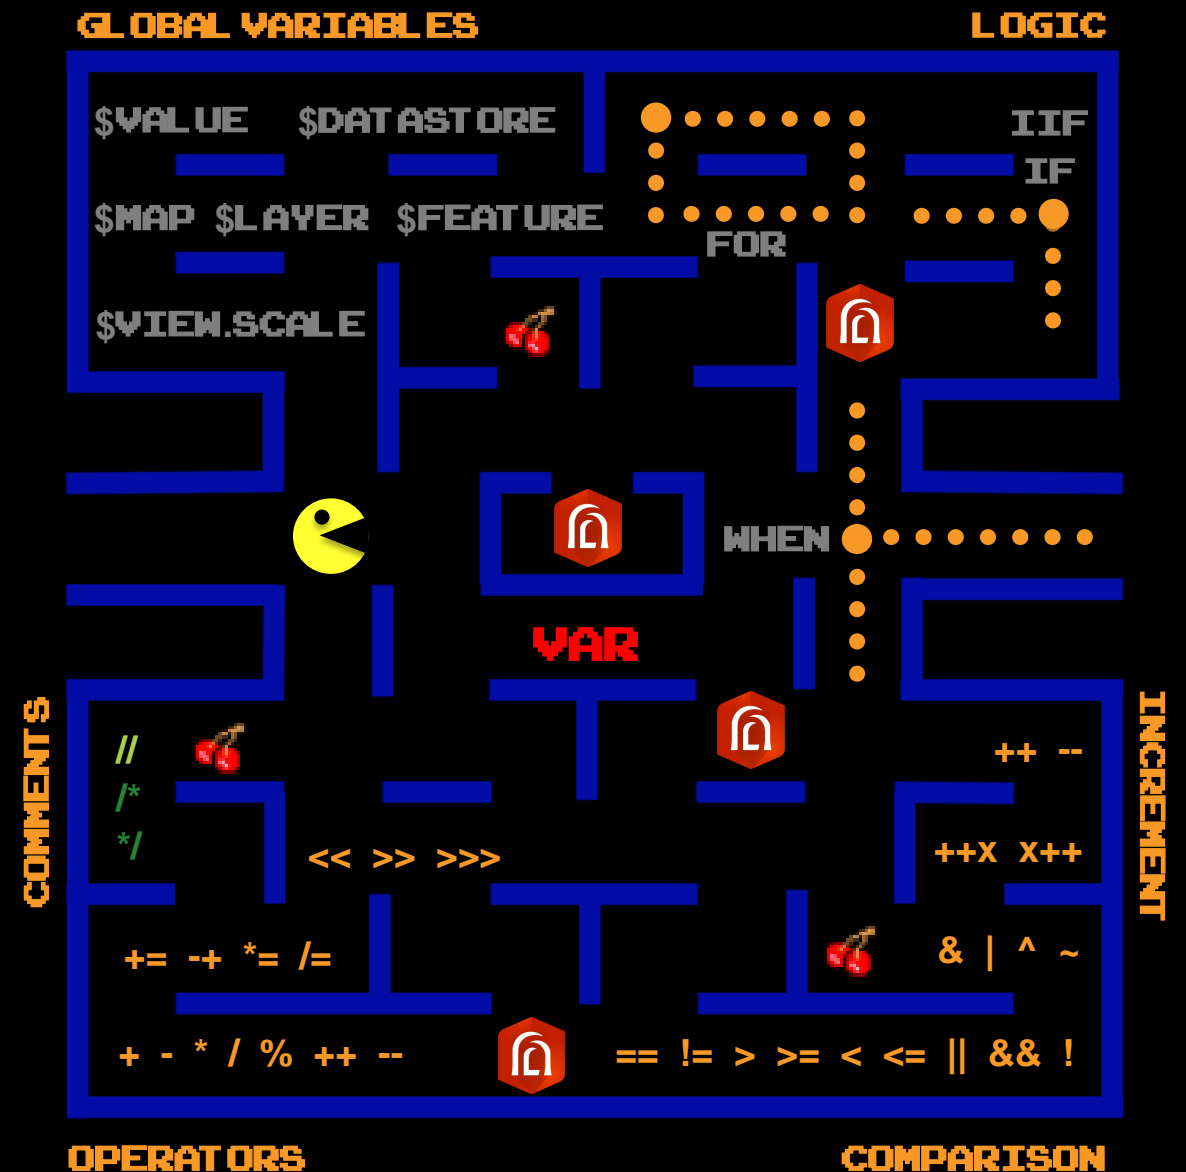 GLOBAL VARIABLES
LOGIC
$VALUE $DATASTORE
IIF
IF
$MAP $LAYER $FEATURE
FOR
$VIEW.SCALE
WHEN
VAR
COMMENTS
INCREMENT
//
/*
*/
++ --
<< >> >>>
++x x++
+= -+ *= /=
& | ^ ~
+ - * / % ++ --
== != > >= < <= || && !
OPERATORS
COMPARISON